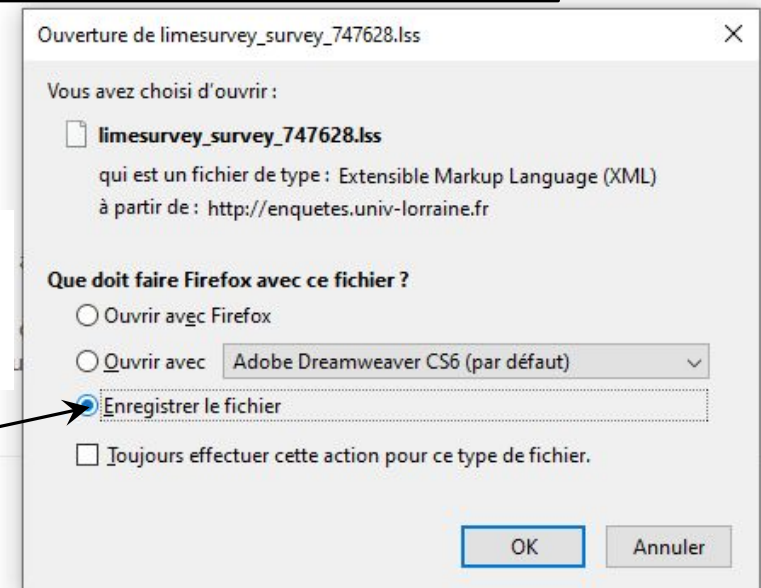 Ouverture de limesurvey_survey_747628.lss
Vous avez choisi d'ouvrir :
limesurvey_survey_747628.lss
qui est un fichier de type : Extensible Markup Language (XML)
à partir de : http://enquetes.univ-lorraine.fr
Que doit faire Firefox avec ce fichier ?
Ouvrir avec Firefox
Ouvrir avec Adobe Dreamweaver CS6 (par défaut)
Enregistrer le fichier
Toujours effectuer cette action pour ce type de fichier.
OK Annuler